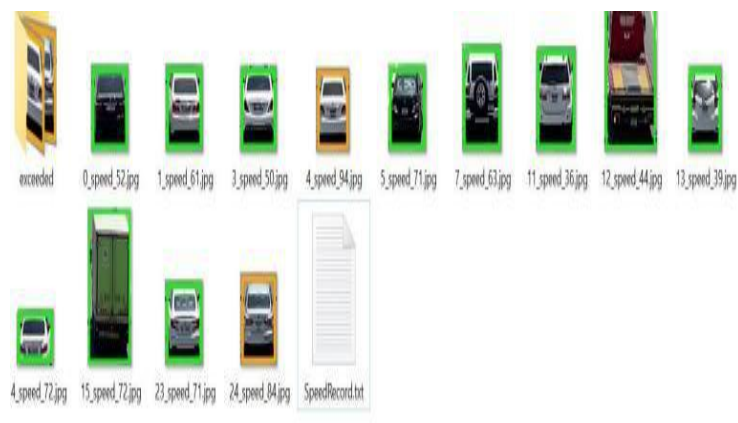 exceeded 0_speed_52.jpg 1_speed_61.jpg 3_speed_50.jpg 4_speed_94.jpg 5_speed_71.jpg 7_speed_63.jpg 11_speed_36.jpg 12_speed_44.jpg 13_speed_39.jpg
4_speed_72.jpg 15_speed_72.jpg 23_speed_71.jpg 24_speed_84.jpg SpeedRecord.txt